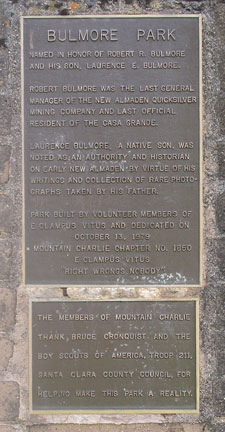 BULMORE PARK
NAMED IN HONOR OF ROBERT R. BULMORE
AND HIS SON, LAURENCE E. BULMORE.
ROBERT BULMORE WAS THE LAST GENERAL
MANAGER OF THE NEW ALMADEN QUICKSILVER
MINING COMPANY AND LAST OFFICIAL
RESIDENT OF THE CASA GRANDE.
LAURENCE BULMORE, A NATIVE SON, WAS
NOTED AS AN AUTHORITY AND HISTORIAN
ON EARLY NEW ALMADEN BY VIRTUE OF HIS
WRITINGS AND COLLECTION OF RARE PHOTO-
GRAPHS TAKEN BY HIS FATHER.
PARK BUILT BY VOLUNTEER MEMBERS OF
E CLAMPUS VITUS AND DEDICATED ON
OCTOBER 13, 1979
MOUNTAIN CHARLIE CHAPTER NO. 1850
E CLAMPUS VITUS
"RIGHT WRONGS NOBODY"
THE MEMBERS OF MOUNTAIN CHARLIE
THANK BRUCE CRONQUIST AND THE
BOY SCOUTS OF AMERICA, TROOP 211,
SANTA CLARA COUNTY COUNCIL, FOR
HELPING MAKE THIS PARK A REALITY.